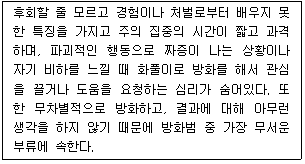 후회할 줄 모르고 경험이나 처벌로부터 배우지 못
한 특징을 가지고 주의 집중의 시간이 짧고 과격
하며, 파괴적인 행동으로 짜증이 나는 상황이나
자기 비하를 느낄 때 화풀이로 방화를 해서 관심
을 끌거나 도움을 요청하는 심리가 숨어있다. 또
한 무차별적으로 방화하고, 결과에 대해 아무런
생각을 하지 않기 때문에 방화범 중 가장 무서운
부류에 속한다.